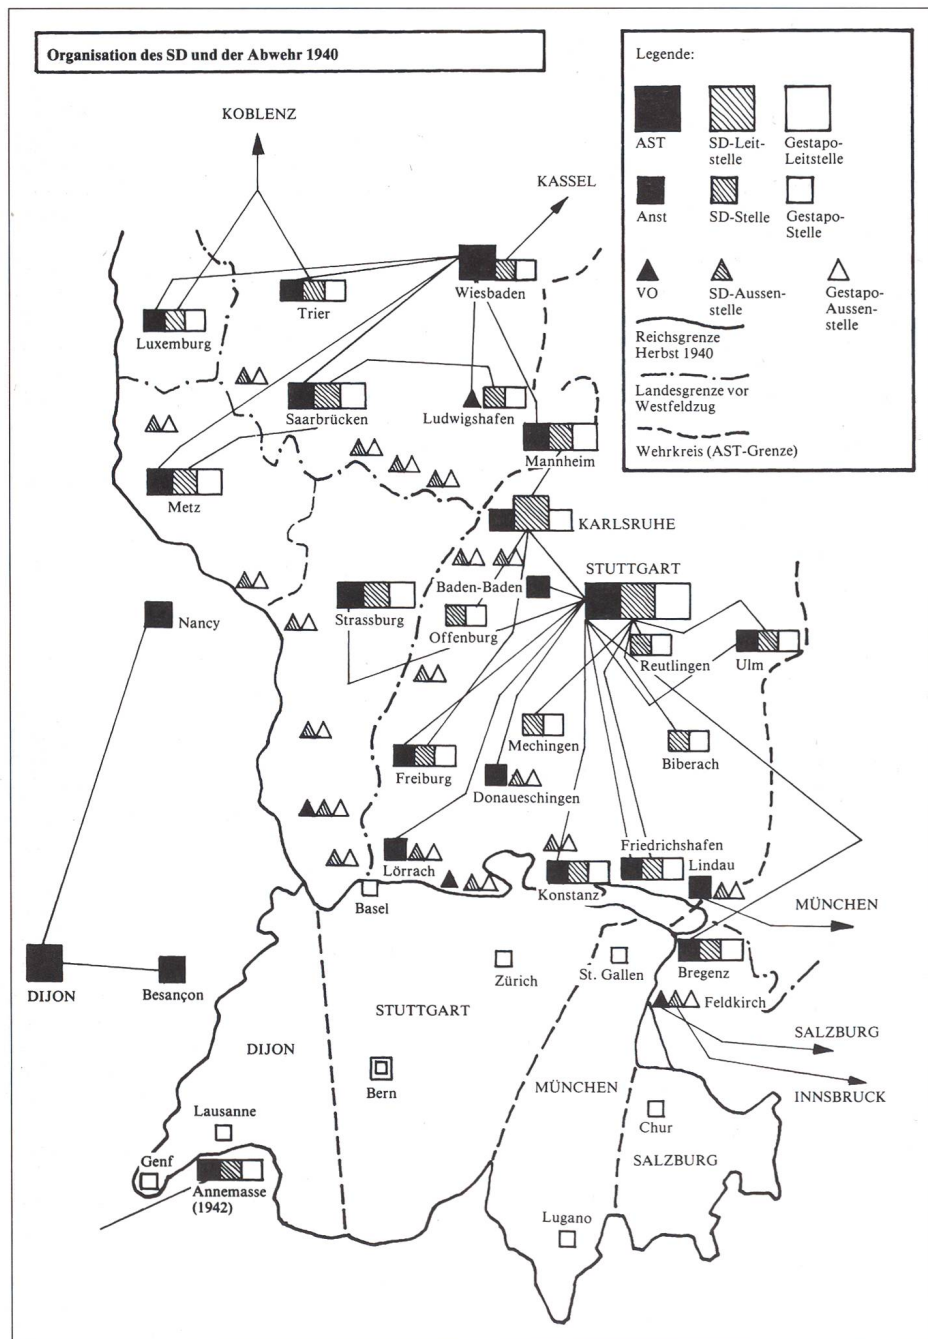 Organisation des SD und der Abwehr 1940
Legende:
AST
SD-Leit-
stelle
Gestapo-
Leitstelle
Anst
SD-Stelle
Gestapo-
Stelle
VO
SD-Aussen-
stelle
Gestapo-
Aussen-
stelle
Reichsgrenze
Herbst 1940
Landesgrenze vor
Westfeldzug
Wehrkreis (AST-Grenze)
KOBLENZ
KASSEL
Wiesbaden
Trier
Luxemburg
Saarbrücken
Ludwigshafen
Mannheim
Metz
KARLSRUHE
STUTTGART
Baden-Baden
Strassburg
Offenburg
Nancy
Reutlingen
Ulm
Mechingen
Biberach
Freiburg
Donaueschingen
Friedrichshafen
Lörrach
Lindau
Konstanz
Basel
MÜNCHEN
Bregenz
Zürich
St. Gallen
DIJON
Besançon
STUTTGART
Feldkirch
SALZBURG
DIJON
INNSBRUCK
MÜNCHEN
Bern
Chur
Lausanne
SALZBURG
Genf
Annemasse
(1942)
Lugano